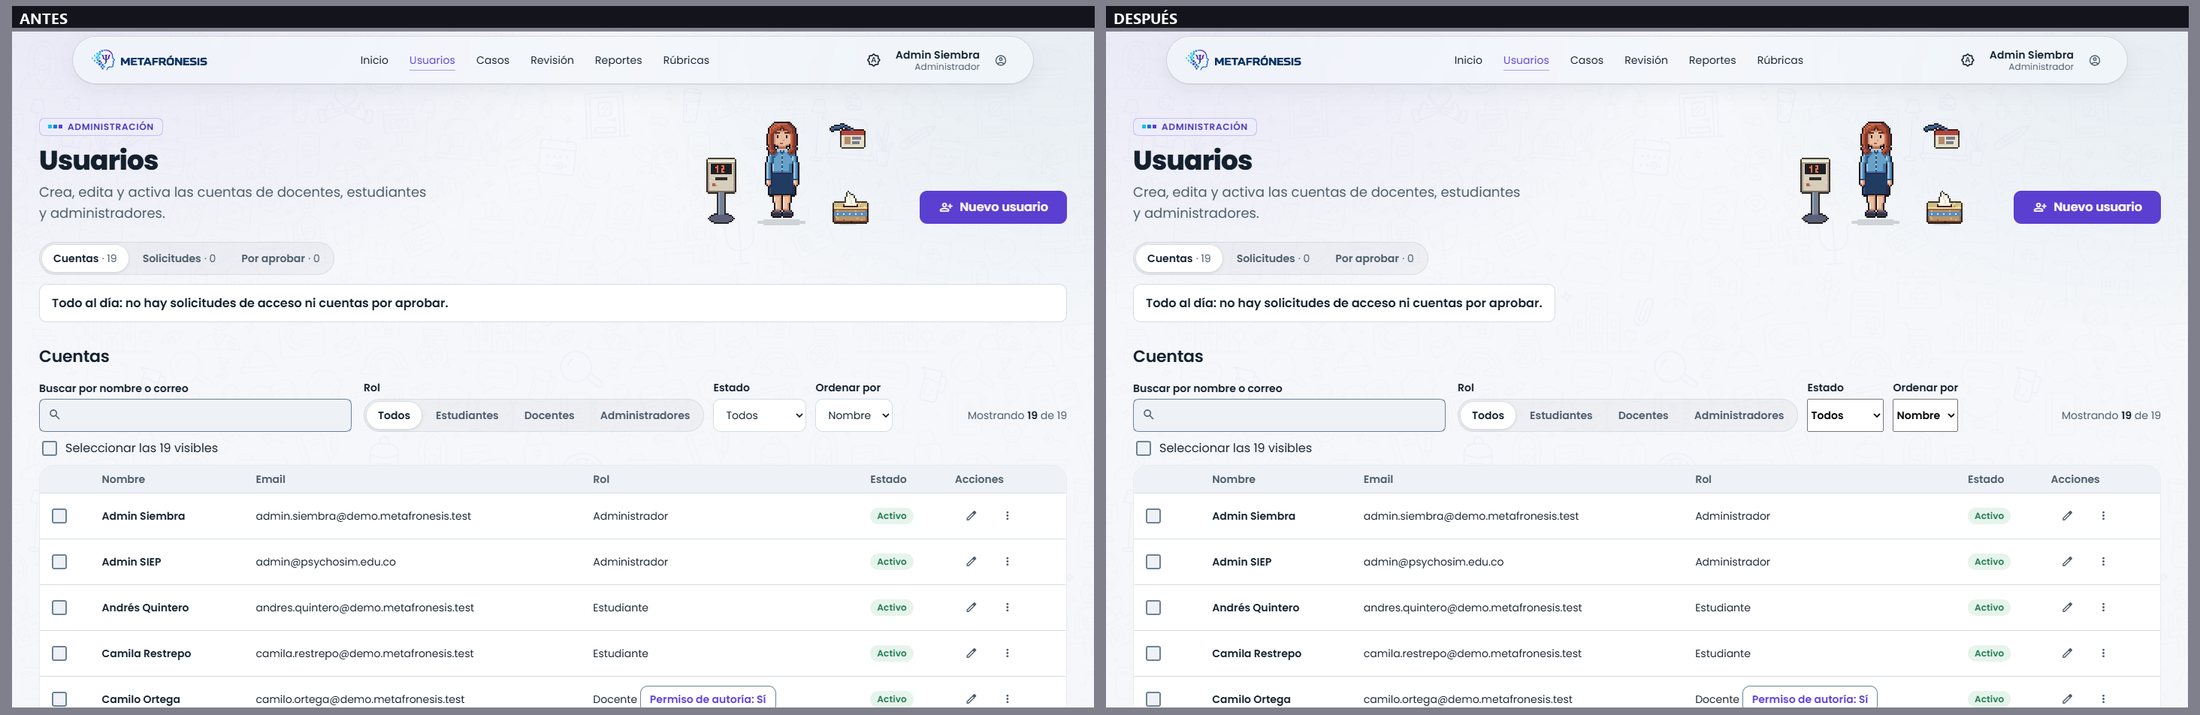 ANTES
METAFRÓNESIS
Inicio Usuarios Casos Revisión Reportes Rúbricas
Admin Siembra
Administrador
ADMINISTRACIÓN
Usuarios
Crea, edita y activa las cuentas de docentes, estudiantes
y administradores.
12
Nuevo usuario
Cuentas · 19 Solicitudes · 0 Por aprobar · 0
Todo al día: no hay solicitudes de acceso ni cuentas por aprobar.
Cuentas
Buscar por nombre o correo Rol Estado Ordenar por
Todos Estudiantes Docentes Administradores Todos Nombre Mostrando 19 de 19
Seleccionar las 19 visibles
Nombre Email Rol Estado Acciones
Admin Siembra admin.siembra@demo.metafronesis.test Administrador Activo
Admin SIEP admin@psychosim.edu.co Administrador Activo
Andrés Quintero andres.quintero@demo.metafronesis.test Estudiante Activo
Camila Restrepo camila.restrepo@demo.metafronesis.test Estudiante Activo
Camilo Ortega camilo.ortega@demo.metafronesis.test Docente Permiso de autoría: Sí Activo
DESPUÉS
METAFRÓNESIS
Inicio Usuarios Casos Revisión Reportes Rúbricas
Admin Siembra
Administrador
ADMINISTRACIÓN
Usuarios
Crea, edita y activa las cuentas de docentes, estudiantes
y administradores.
12
Nuevo usuario
Cuentas · 19 Solicitudes · 0 Por aprobar · 0
Todo al día: no hay solicitudes de acceso ni cuentas por aprobar.
Cuentas
Buscar por nombre o correo Rol Estado Ordenar por
Todos Estudiantes Docentes Administradores Todos Nombre Mostrando 19 de 19
Seleccionar las 19 visibles
Nombre Email Rol Estado Acciones
Admin Siembra admin.siembra@demo.metafronesis.test Administrador Activo
Admin SIEP admin@psychosim.edu.co Administrador Activo
Andrés Quintero andres.quintero@demo.metafronesis.test Estudiante Activo
Camila Restrepo camila.restrepo@demo.metafronesis.test Estudiante Activo
Camilo Ortega camilo.ortega@demo.metafronesis.test Docente Permiso de autoría: Sí Activo